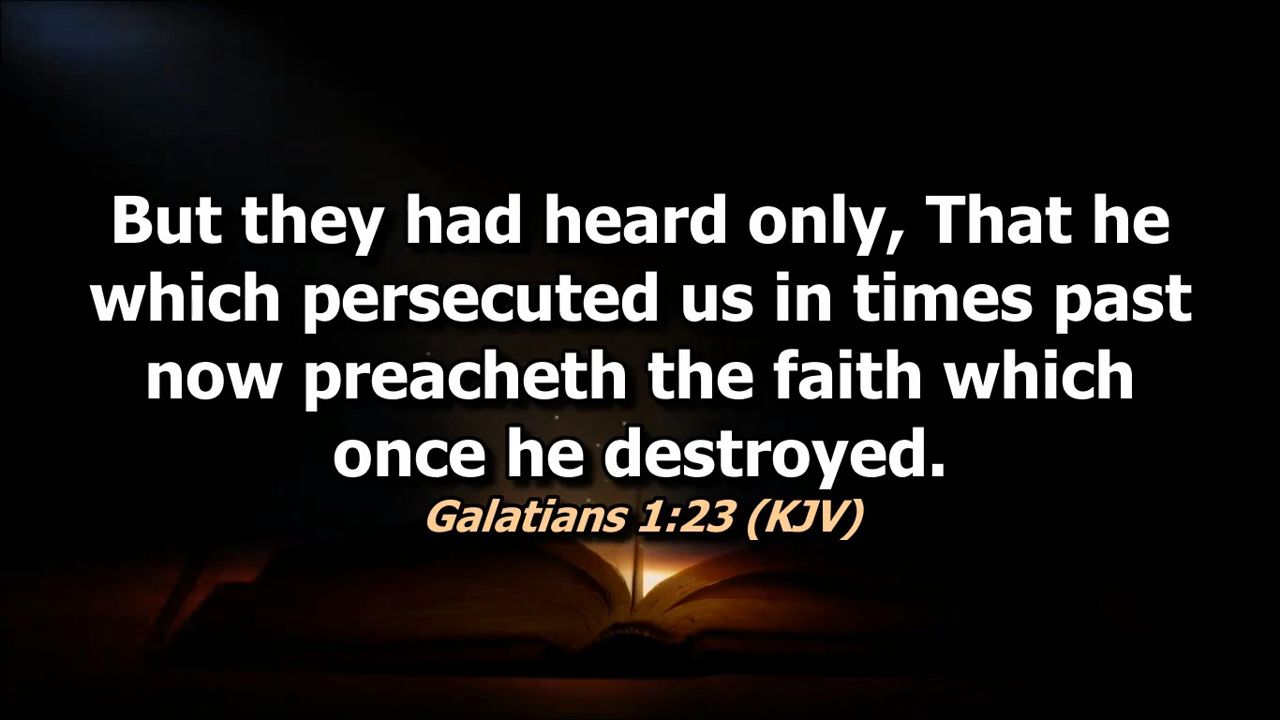 But they had heard only, That he
which persecuted us in times past
now preacheth the faith which
once he destroyed.
Galatians 1:23 (KJV)